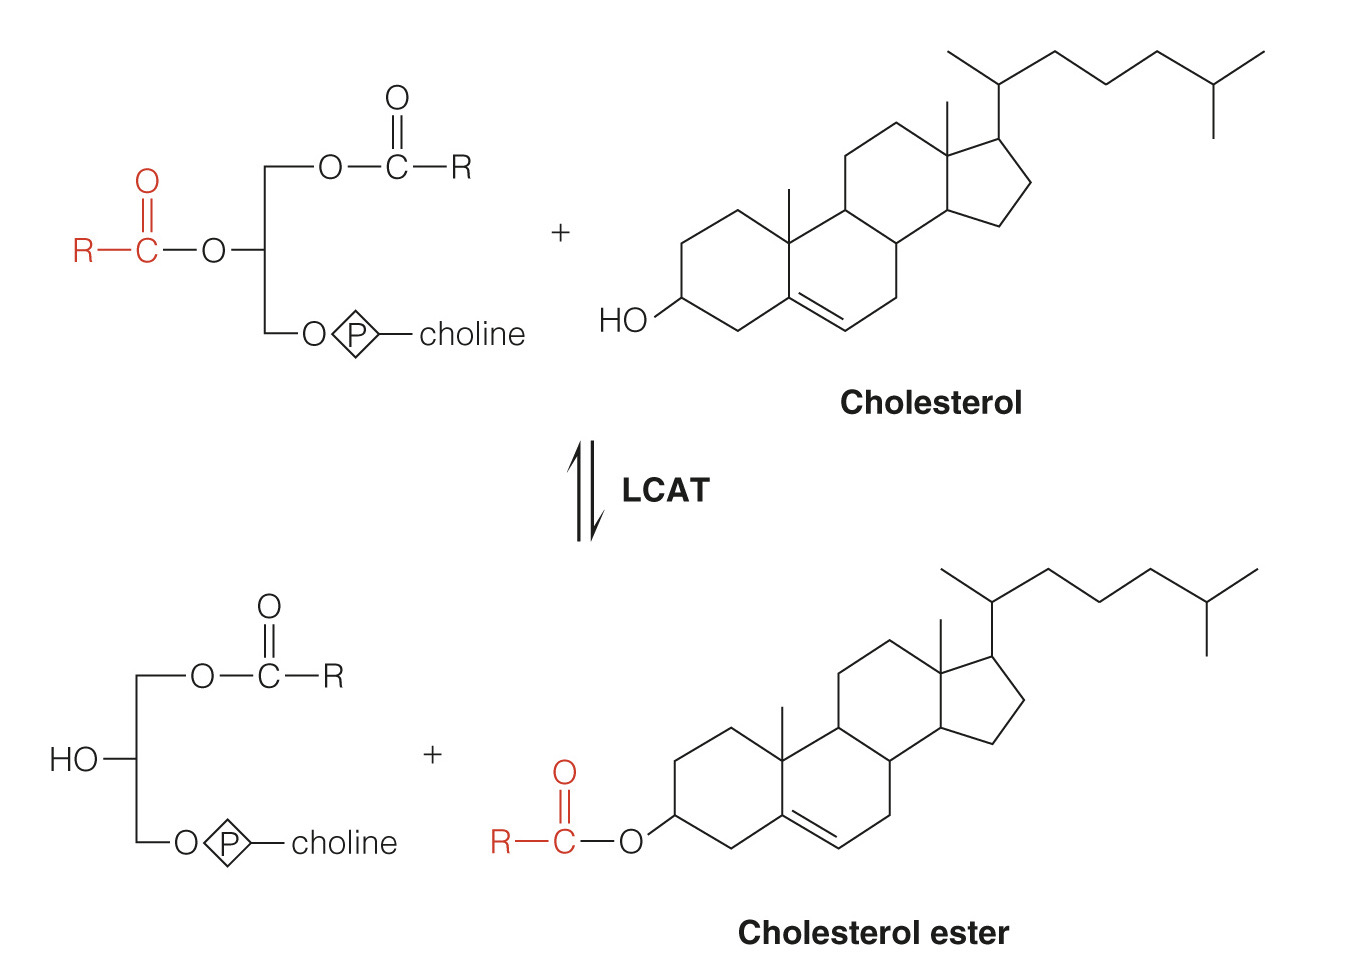 O
O
O C R
R C O
+
HO
O P choline
Cholesterol
LCAT
O
O C R
HO
+
O
O P choline
R C O
Cholesterol ester